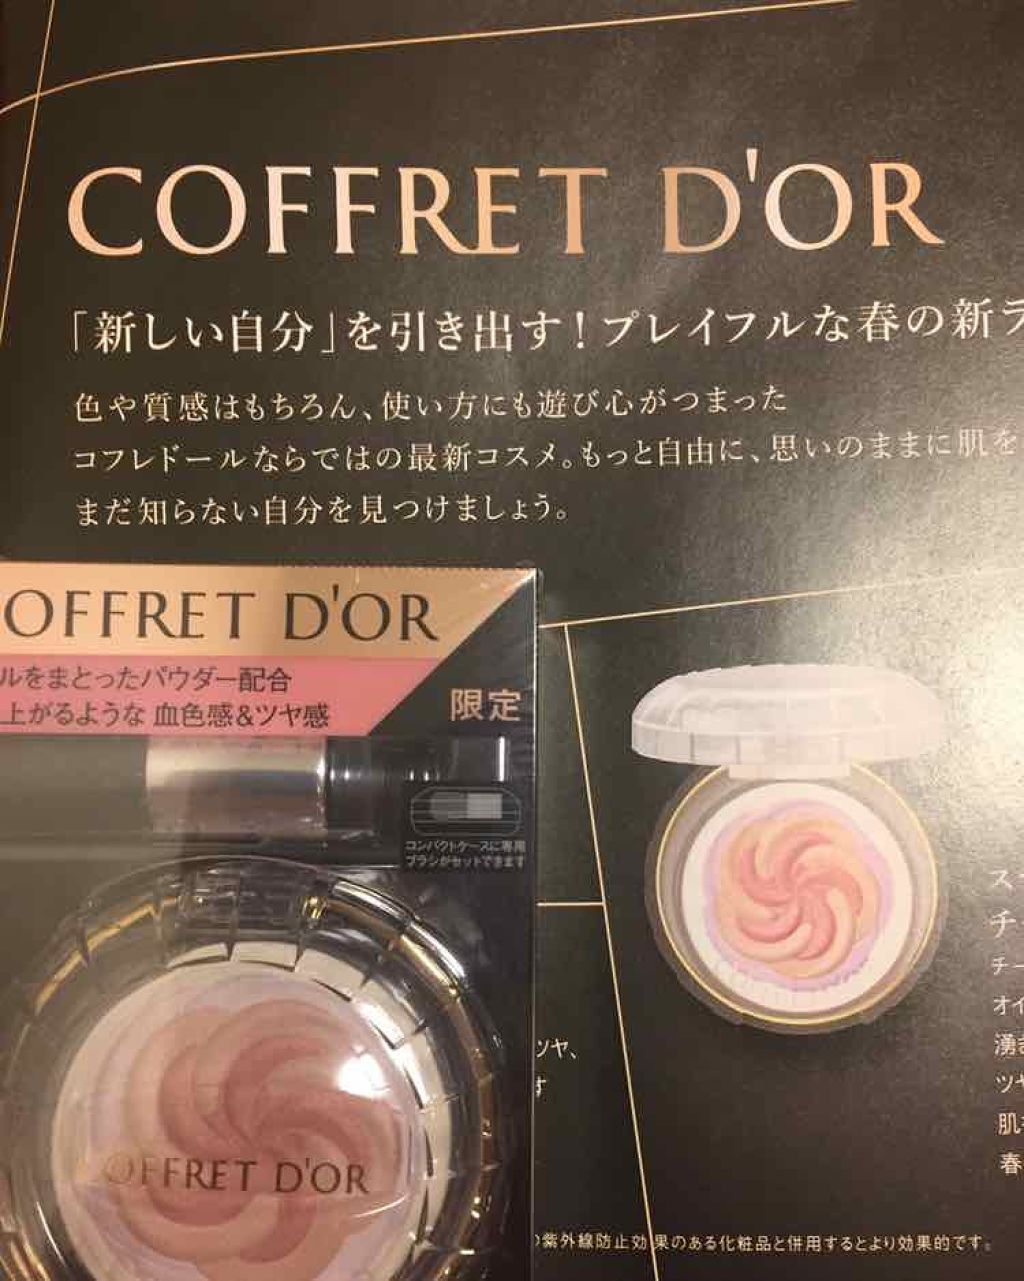 COFFRET D'OR
「新しい自分」を引き出す!プレイフルな春の新ラ
色や質感はもちろん、使い方にも遊び心がつまった
コフレドールならではの最新コスメ。もっと自由に、思いのままに肌を
まだ知らない自分を見つけましょう。
OFFRET D'OR
ルをまとったパウダー配合
上がるような 血色感&ツヤ感
限定
コンパクトケースに専用
ブラシがセットできます
COFFRET D'OR
ツヤ、
す
ス
チ
チー
オイ
湧き
ツヤ
肌
春
紫外線防止効果のある化粧品と併用するとより効果的です。